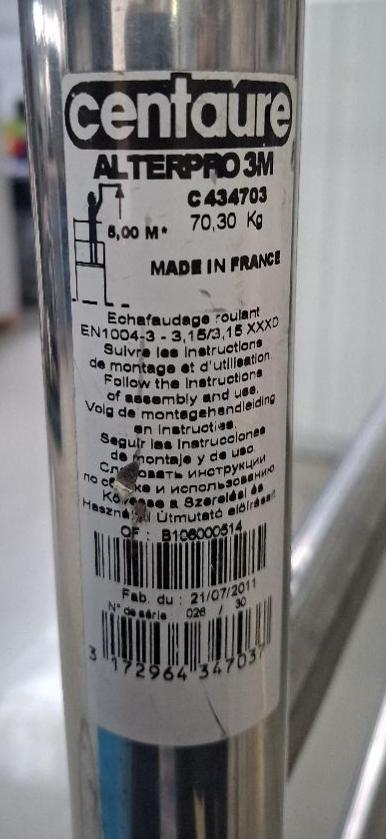 centaure
ALTERPRO 3M
C434703
70,30 Kg
5,00 M*
MADE IN FRANCE
Echafaudage roulant
EN1004-3 - 3,15/3,15 XXXD
Suivre les instructions
de montage et d'utilisation.
Follow the instructions
of assembly and use.
Volg de montagehandleiding
en instructies.
Seguir las instrucciones
de montaje y de uso.
инструкции
по и использованию
Kövesse a Szerelési és
Használati Útmutató előírásait
OF : B106000514
Fab. du : 21/07/2011
N° de série 026 / 30
3 172964 347037